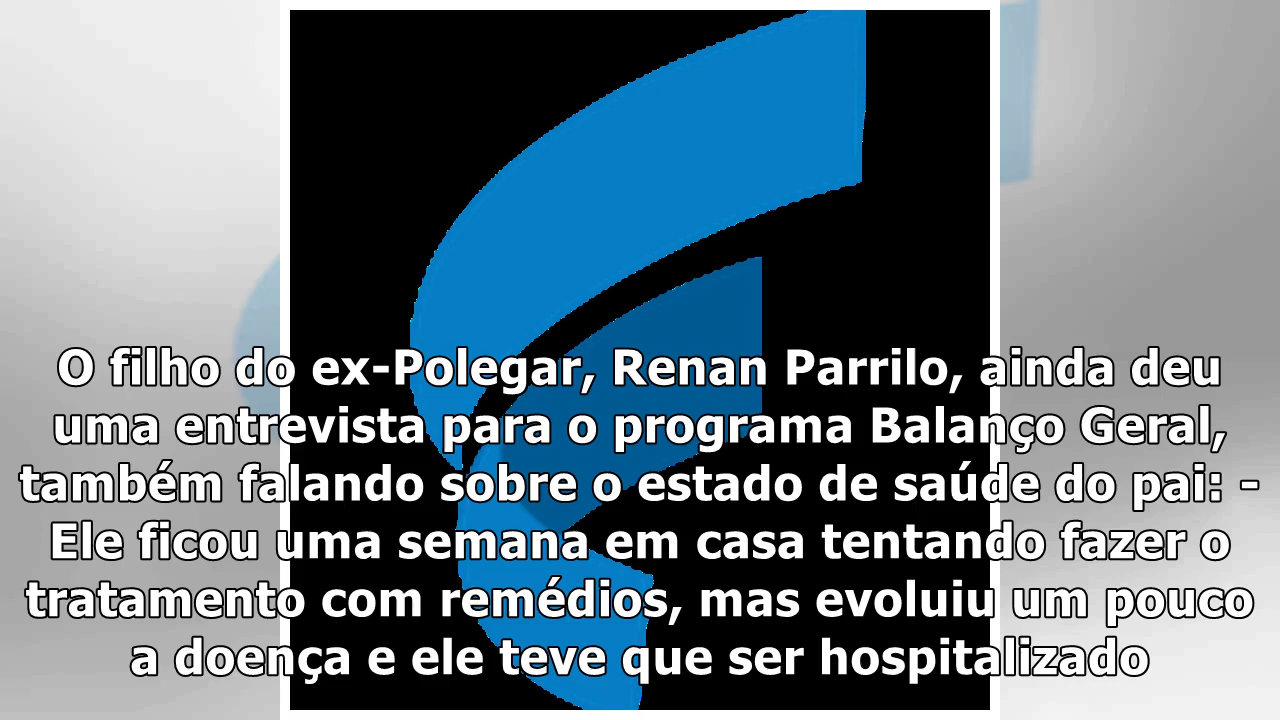 O filho do ex-Polegar, Renan Parrilo, ainda deu
uma entrevista para o programa Balanço Geral,
também falando sobre o estado de saúde do pai: -
Ele ficou uma semana em casa tentando fazer o
tratamento com remédios, mas evoluiu um pouco
a doença e ele teve que ser hospitalizado